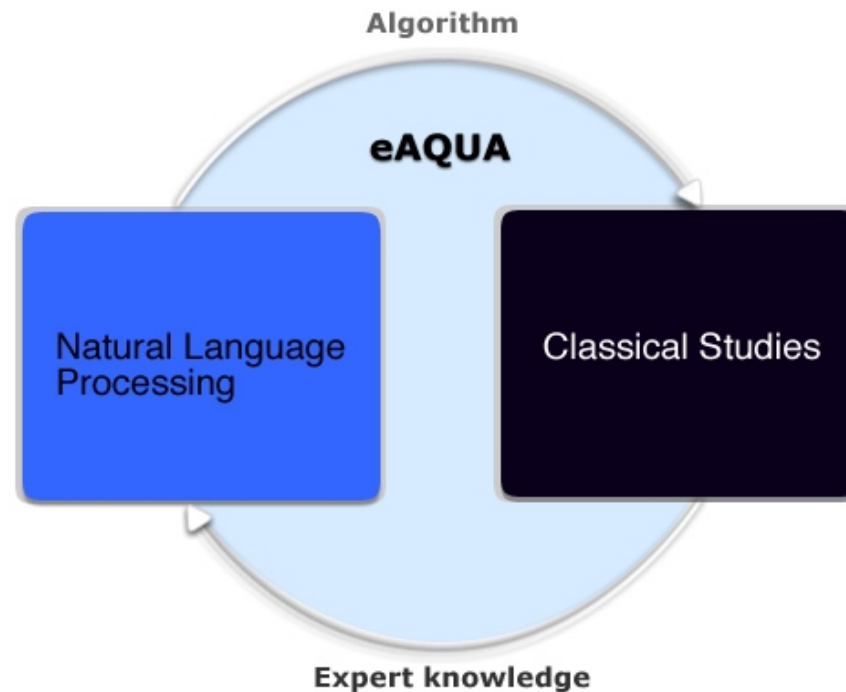 Algorithm
eAQUA
Natural Language
Processing
Classical Studies
Expert knowledge